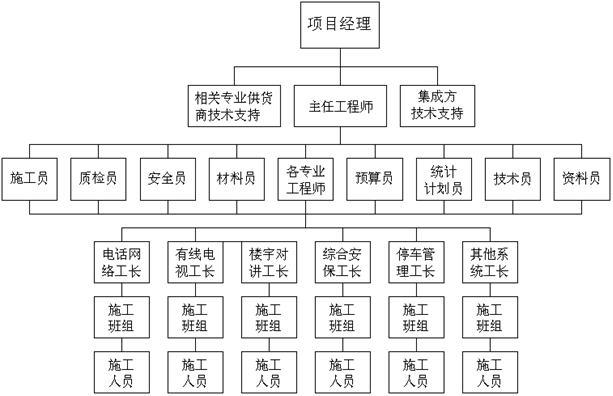 项目经理
相关专业供货
商技术支持
主任工程师
集成方
技术支持
施工员
质检员
安全员
材料员
各专业
工程师
预算员
统计
计划员
技术员
资料员
电话网
络工长
有线电
视工长
楼宇对
讲工长
综合安
保工长
停车管
理工长
其他系
统工长
施工
班组
施工
班组
施工
班组
施工
班组
施工
班组
施工
班组
施工
人员
施工
人员
施工
人员
施工
人员
施工
人员
施工
人员